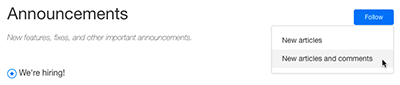 Announcements
Follow
New features, fixes, and other important announcements.
New articles
New articles and comments
We're hiring!